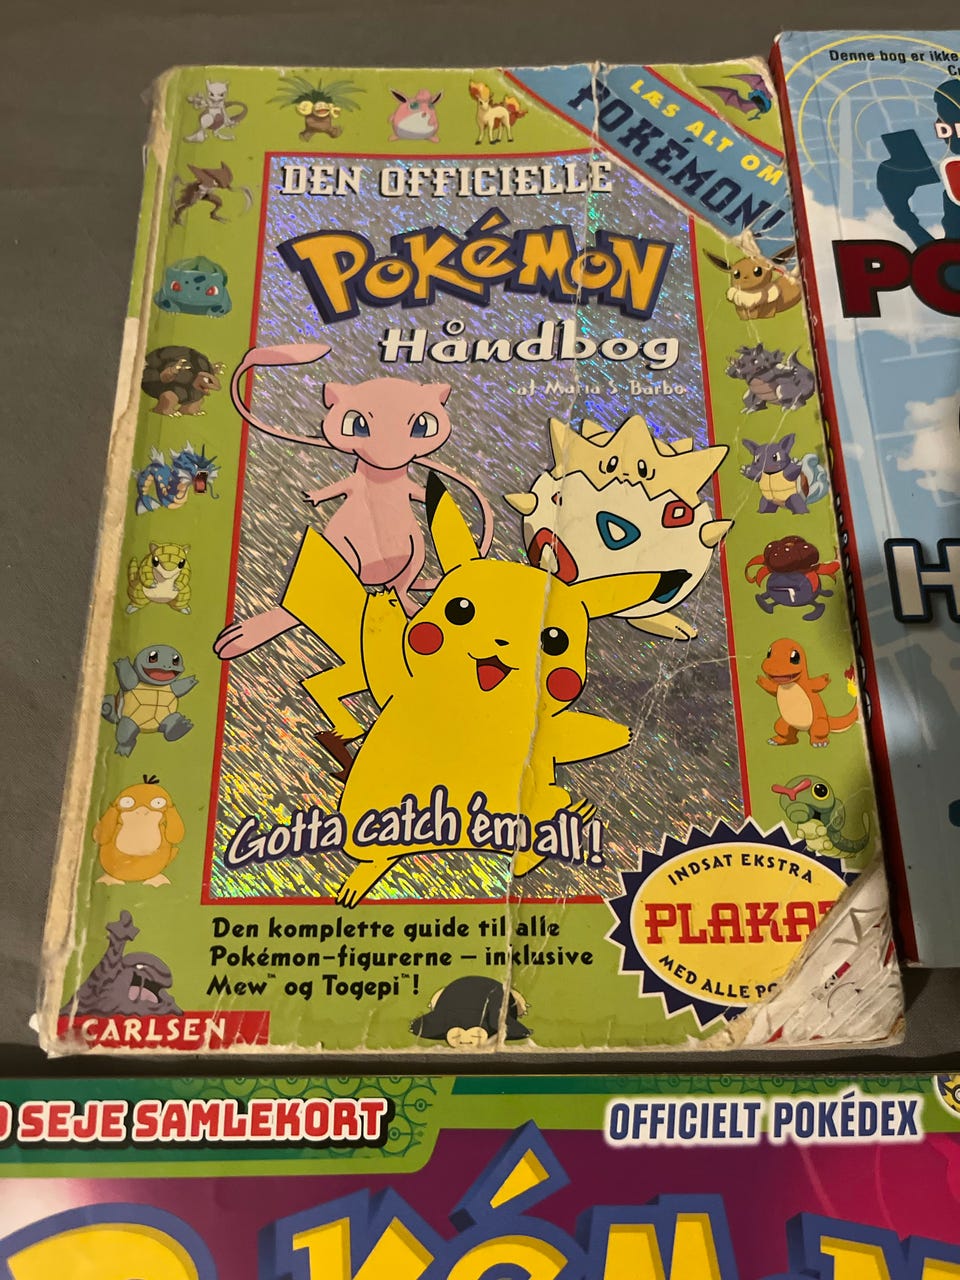 LÆS ALT OM
POKÉMON!
DEN OFFICIELLE
POKÉMON
Håndbog
af Maria S. Barbo
Gotta catch 'em all!
INDSAT EKSTRA
MED ALLE
Den komplette guide til alle
Pokémon-figurerne – inklusive
Mew™ og Togepi™!
CARLSEN
Denne bog er ikke
SEJE SAMLEKORT
OFFICIELT POKÉDEX